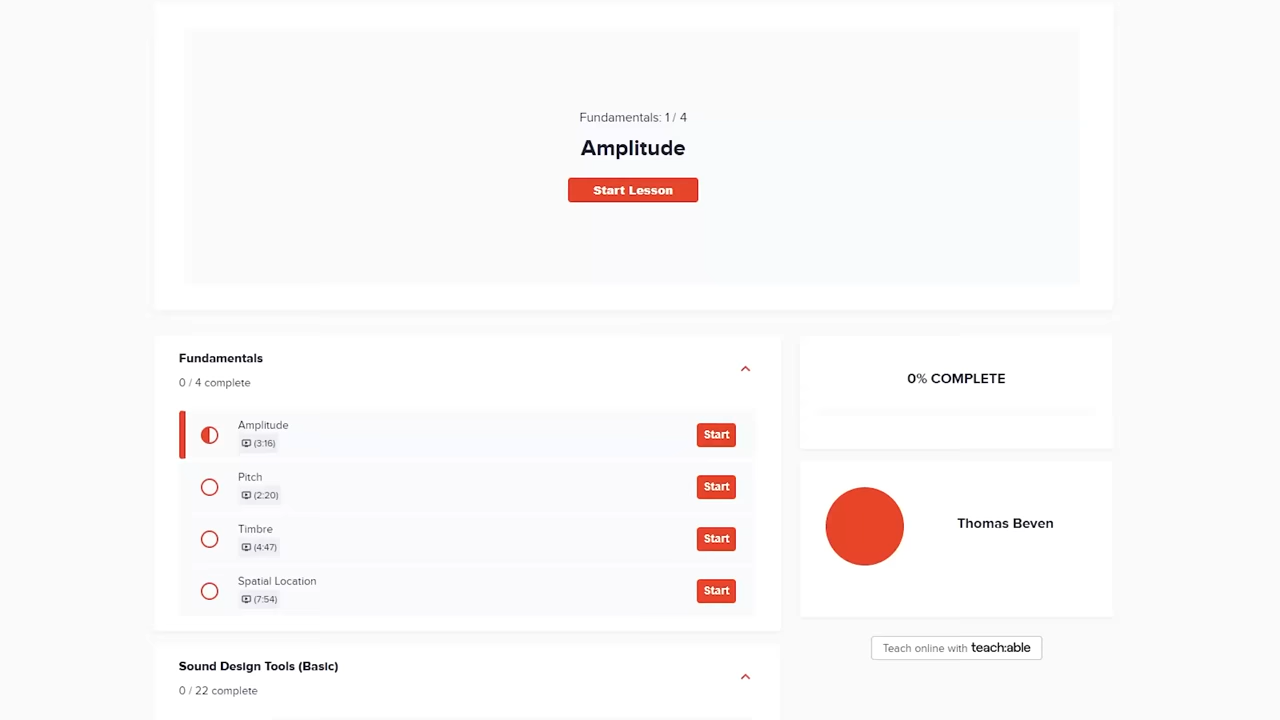 Fundamentals: 1 / 4
Amplitude
Start Lesson
Fundamentals
0 / 4 complete
Amplitude
(3:16)
Start
Pitch
(2:20)
Start
Timbre
(4:47)
Start
Spatial Location
(7:54)
Start
Sound Design Tools (Basic)
0 / 22 complete
0% COMPLETE
Thomas Beven
Teach online with teach:able